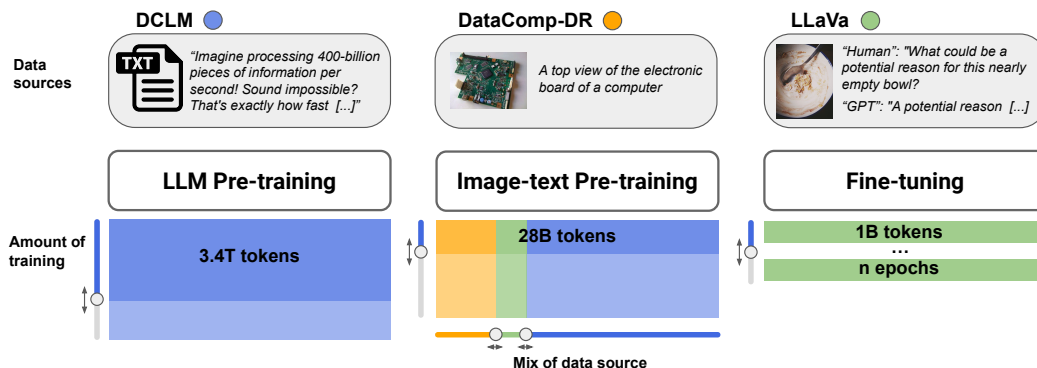 DCLM
DataComp-DR
LLaVa
Data
sources
TXT
“Imagine processing 400-billion
pieces of information per
second! Sound impossible?
That's exactly how fast [...]”
A top view of the electronic
board of a computer
“Human”: "What could be a
potential reason for this nearly
empty bowl?
“GPT”: "A potential reason [...]
LLM Pre-training
Image-text Pre-training
Fine-tuning
Amount of
training
3.4T tokens
28B tokens
1B tokens
...
n epochs
Mix of data source